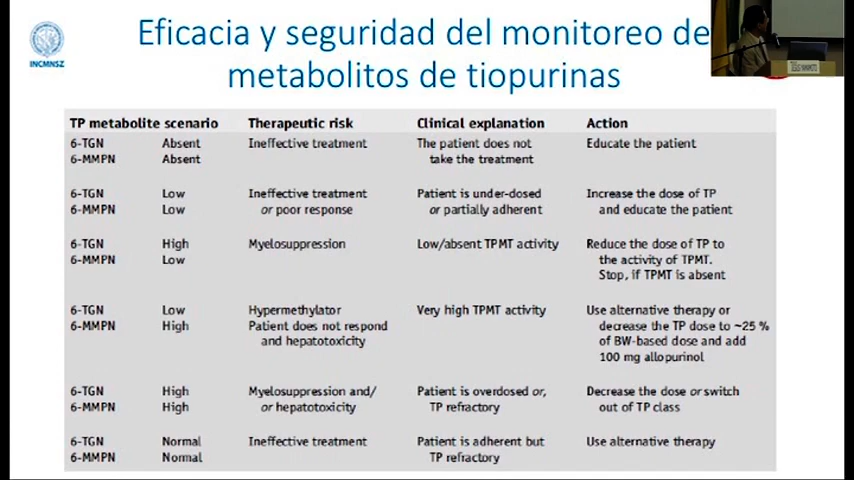 Eficacia y seguridad del monitoreo de
metabolitos de tiopurinas
INCMNSZ
TP metabolite scenario Therapeutic risk Clinical explanation Action
6-TGN Absent Ineffective treatment The patient does not Educate the patient
6-MMPN Absent take the treatment
6-TGN Low Ineffective treatment Patient is under-dosed Increase the dose of TP
6-MMPN Low or poor response or partially adherent and educate the patient
6-TGN High Myelosuppression Low/absent TPMT activity Reduce the dose of TP to
6-MMPN Low the activity of TPMT.
Stop, if TPMT is absent
6-TGN Low Hypermethylator Very high TPMT activity Use alternative therapy or
6-MMPN High Patient does not respond decrease the TP dose to ~25 %
and hepatotoxicity of BW-based dose and add
100 mg allopurinol
6-TGN High Myelosuppression and/ Patient is overdosed or, Decrease the dose or switch
6-MMPN High or hepatotoxicity TP refractory out of TP class
6-TGN Normal Ineffective treatment Patient is adherent but Use alternative therapy
6-MMPN Normal TP refractory